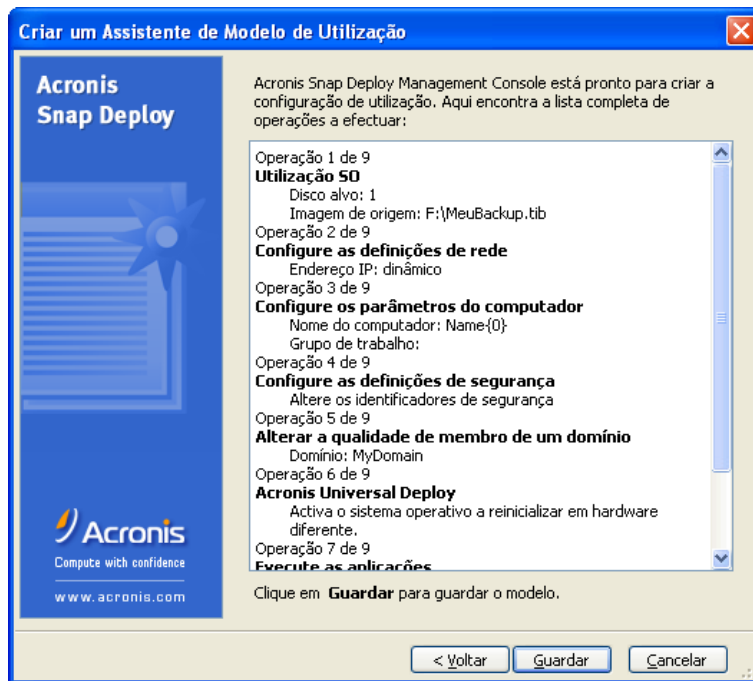 Criar um Assistente de Modelo de Utilização
Acronis
Snap Deploy
Acronis Snap Deploy Management Console está pronto para criar a
configuração de utilização. Aqui encontra a lista completa de
operações a efectuar:
Operação 1 de 9
Utilização SO
Disco alvo: 1
Imagem de origem: F:\MeuBackup.tib
Operação 2 de 9
Configure as definições de rede
Endereço IP: dinâmico
Operação 3 de 9
Configure os parâmetros do computador
Nome do computador: Name-{0}
Grupo de trabalho:
Operação 4 de 9
Configure as definições de segurança
Altere os identificadores de segurança
Operação 5 de 9
Alterar a qualidade de membro de um domínio
Domínio: MyDomain
Operação 6 de 9
Acronis Universal Deploy
Activa o sistema operativo a reinicializar em hardware
diferente.
Operação 7 de 9
Execute as aplicações
Acronis
Compute with confidence
www.acronis.com
Clique em Guardar para guardar o modelo.
< Voltar
Guardar
Cancelar